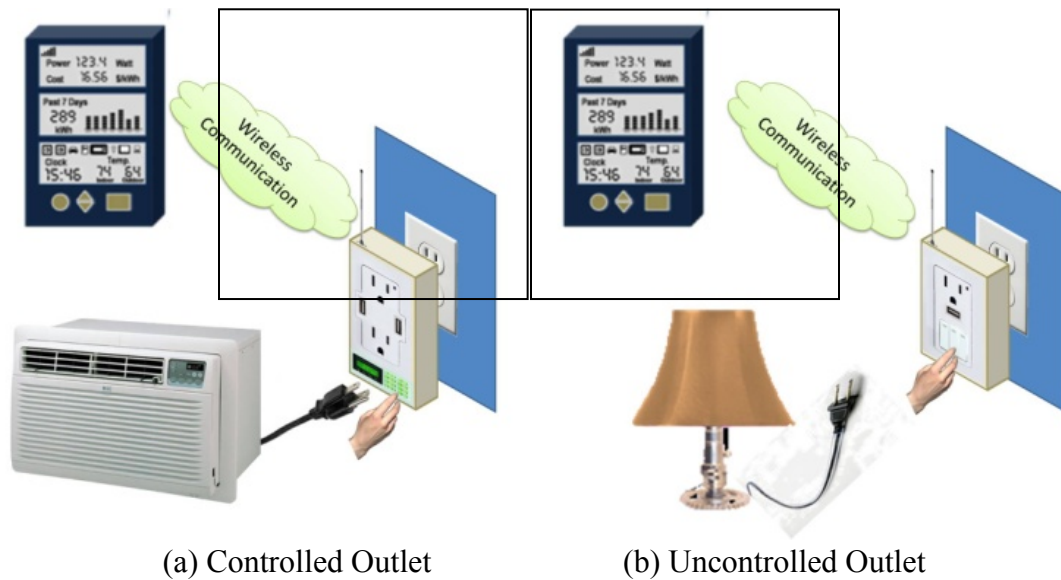 Power 123.4 Watt
Cost 16.56 $/kWh
Past 7 Days
289
kWh
Clock Temp.
15:46 74 64
Wireless
Communication
Power 123.4 Watt
Cost 16.56 $/kWh
Past 7 Days
289
kWh
Clock Temp.
15:46 74 64
Wireless
Communication
(a) Controlled Outlet
(b) Uncontrolled Outlet